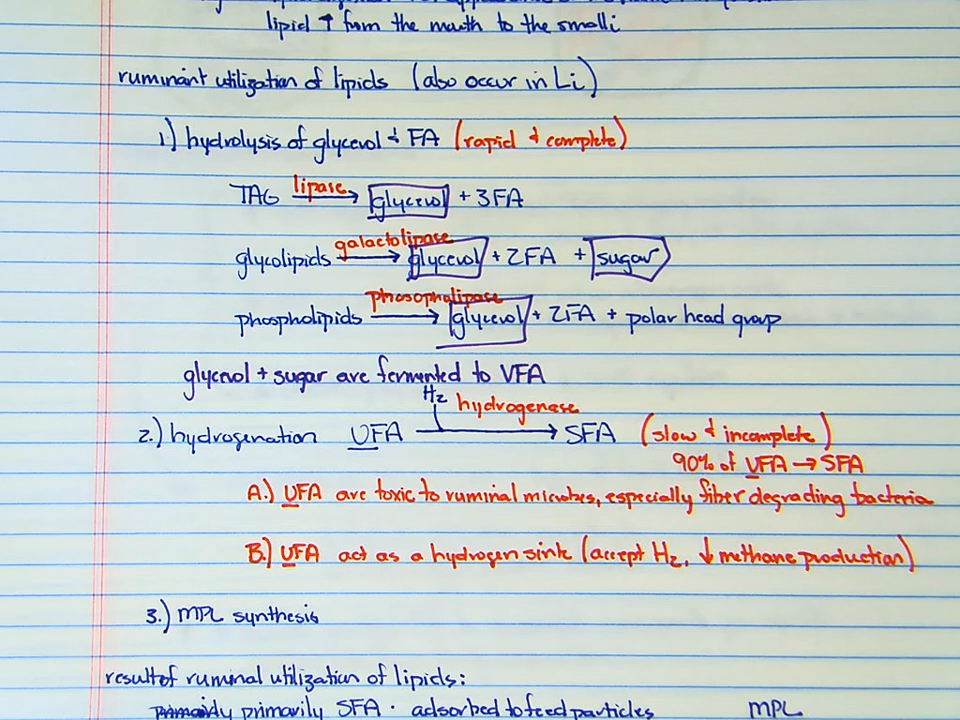 lipid ↑ from the mouth to the small i
ruminant utilization of lipids (also occur in Li)
1.) hydrolysis of glycerol & FA (rapid & complete)
TAG lipase → glycerol + 3FA
glycolipids galactolipase → glycerol + 2FA + sugar
phospholipids phosopholipase → glycerol + 2FA + polar head group
glycerol + sugar are fermented to VFA
H2 hydrogenase
2.) hydrogenation UFA → SFA (slow & incomplete)
90% of UFA → SFA
A.) UFA are toxic to ruminal microbes, especially fiber degrading bacteria
B.) UFA act as a hydrogen sink (accept H2, ↓ methane production)
3.) MPL synthesis
result of ruminal utilization of lipids:
primarily SFA · adsorbed to feed particles MPL